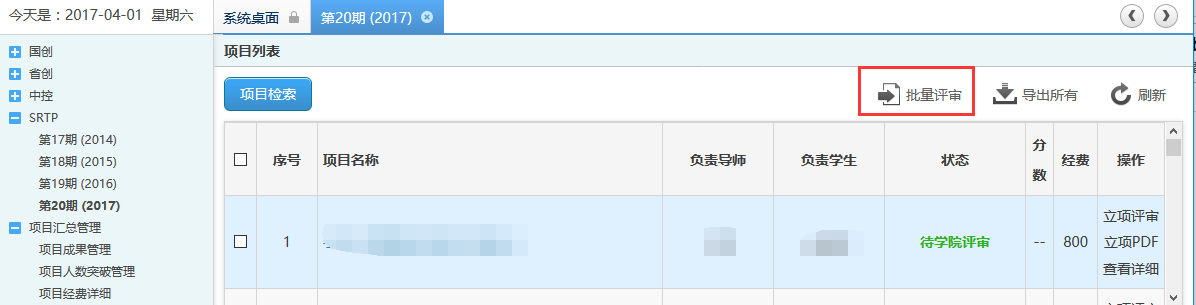 今天是：2017-04-01 星期六
系统桌面
第20期 (2017)
国创
省创
中控
SRTP
第17期 (2014)
第18期 (2015)
第19期 (2016)
第20期 (2017)
项目汇总管理
项目成果管理
项目人数突破管理
项目经费详细
项目列表
项目检索
批量评审
导出所有
刷新
序号
项目名称
负责导师
负责学生
状态
分
数
经费
操作
1
待学院评审
--
800
立项评审
立项PDF
查看详细